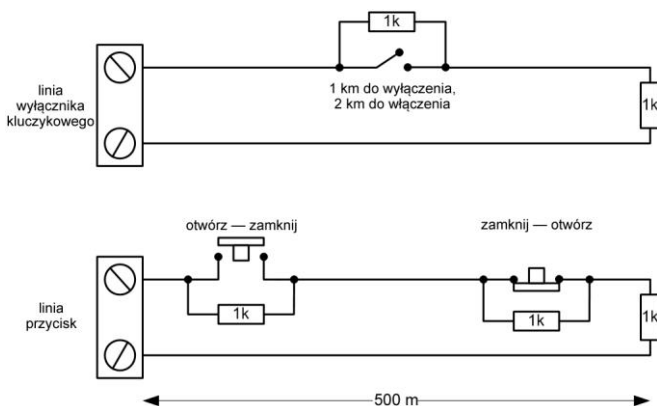 1k
linia
wyłącznika
kluczykowego
1 km do wyłączenia,
2 km do włączenia
1k
otwórz — zamknij
zamknij — otwórz
linia
przycisk
1k
1k
1k
500 m